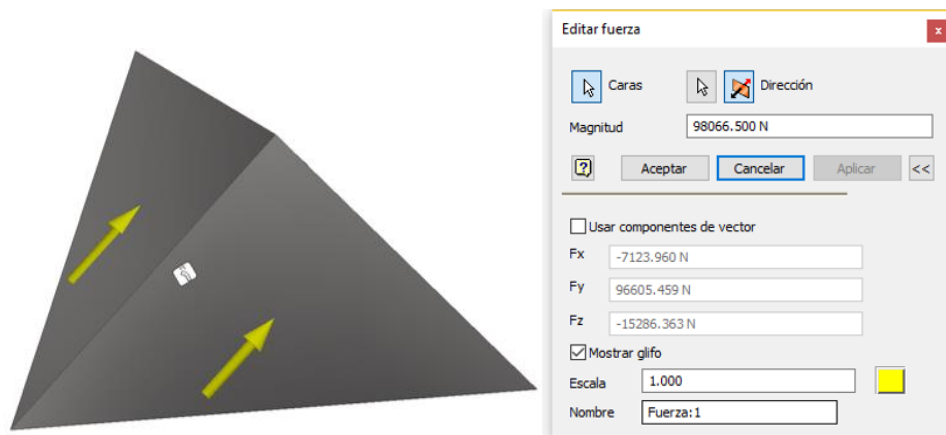 Editar fuerza
x
Caras
Dirección
Magnitud 98066.500 N
Aceptar Cancelar Aplicar <<
Usar componentes de vector
Fx -7123.960 N
Fy 96605.459 N
Fz -15286.363 N
Mostrar glifo
Escala 1.000
Nombre Fuerza:1